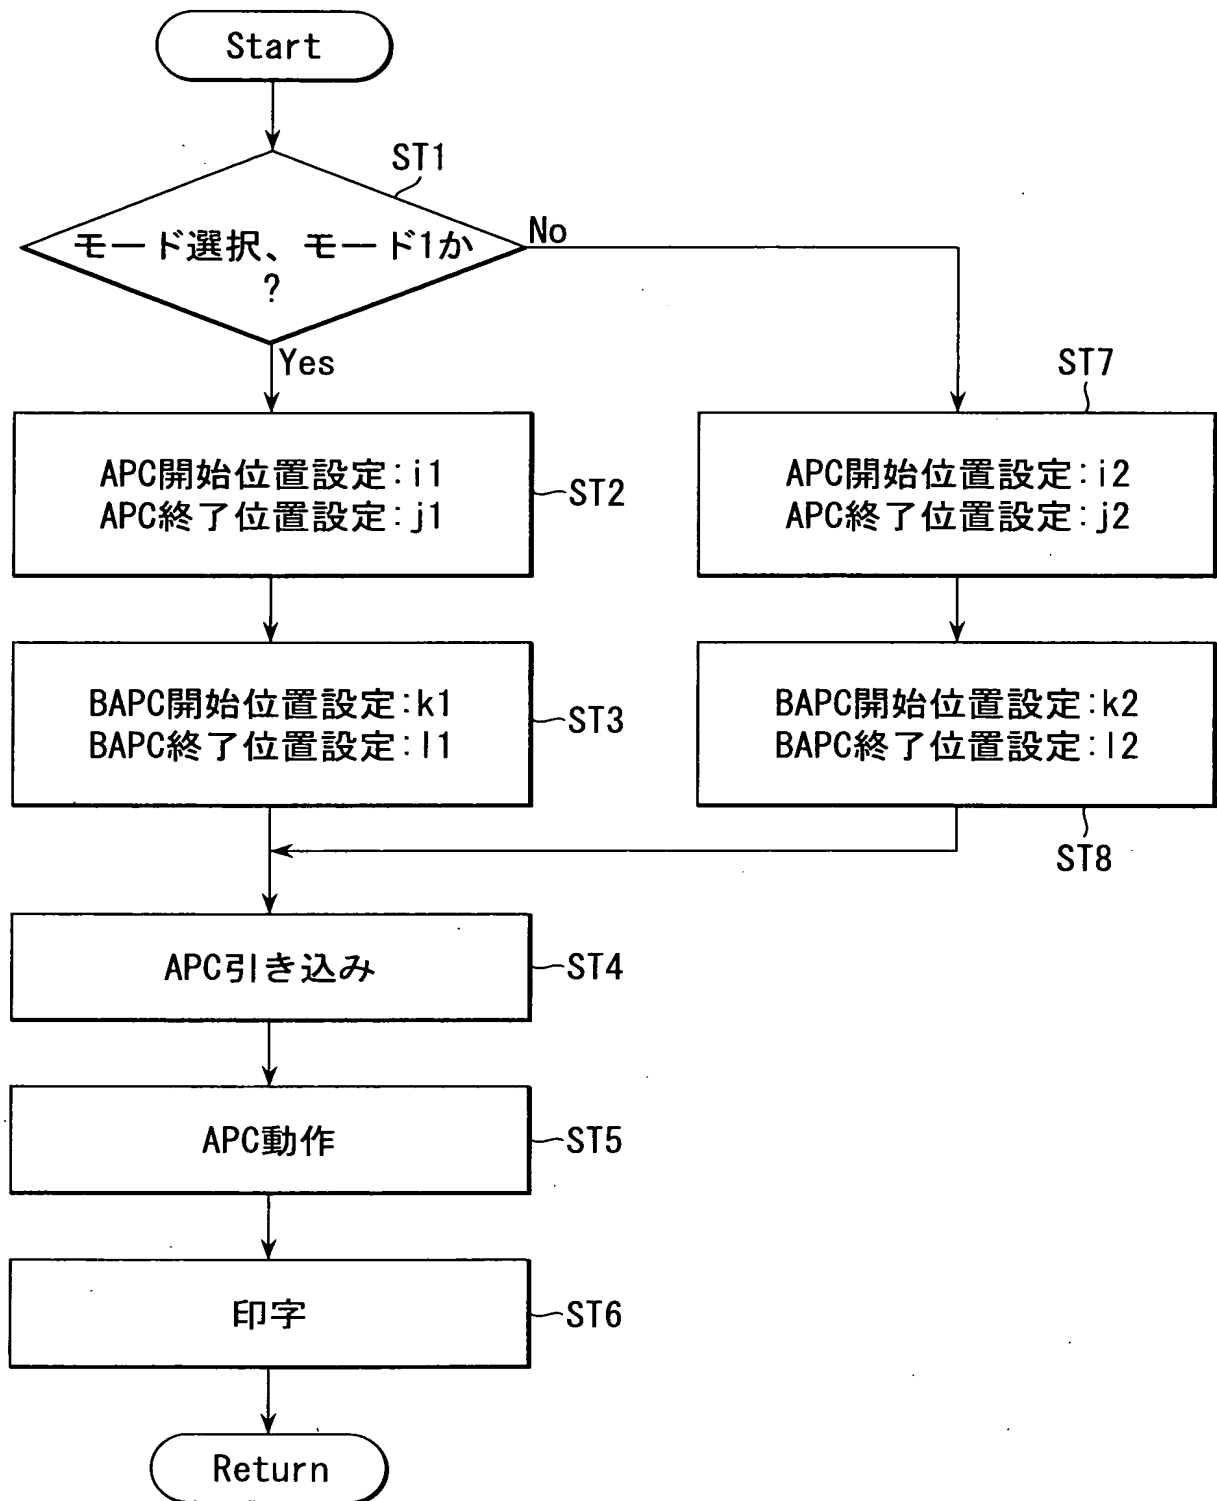 Start
ST1
モード選択、モード1か
?
No
Yes
ST7
APC開始位置設定:i1
APC終了位置設定:j1
ST2
APC開始位置設定:i2
APC終了位置設定:j2
BAPC開始位置設定:k1
BAPC終了位置設定:l1
ST3
BAPC開始位置設定:k2
BAPC終了位置設定:l2
ST8
APC引き込み
ST4
APC動作
ST5
印字
ST6
Return